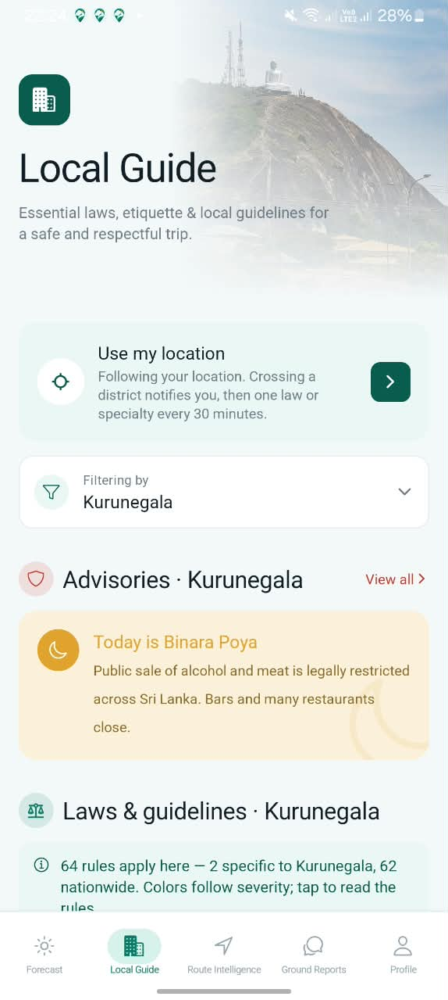 22:24
Vo))
LTE2
28%
Local Guide
Essential laws, etiquette & local guidelines for
a safe and respectful trip.
Use my location
Following your location. Crossing a
district notifies you, then one law or
specialty every 30 minutes.
Filtering by
Kurunegala
Advisories · Kurunegala
View all
Today is Binara Poya
Public sale of alcohol and meat is legally restricted
across Sri Lanka. Bars and many restaurants
close.
Laws & guidelines · Kurunegala
64 rules apply here — 2 specific to Kurunegala, 62
nationwide. Colors follow severity; tap to read the
rules
Forecast
Local Guide
Route Intelligence
Ground Reports
Profile